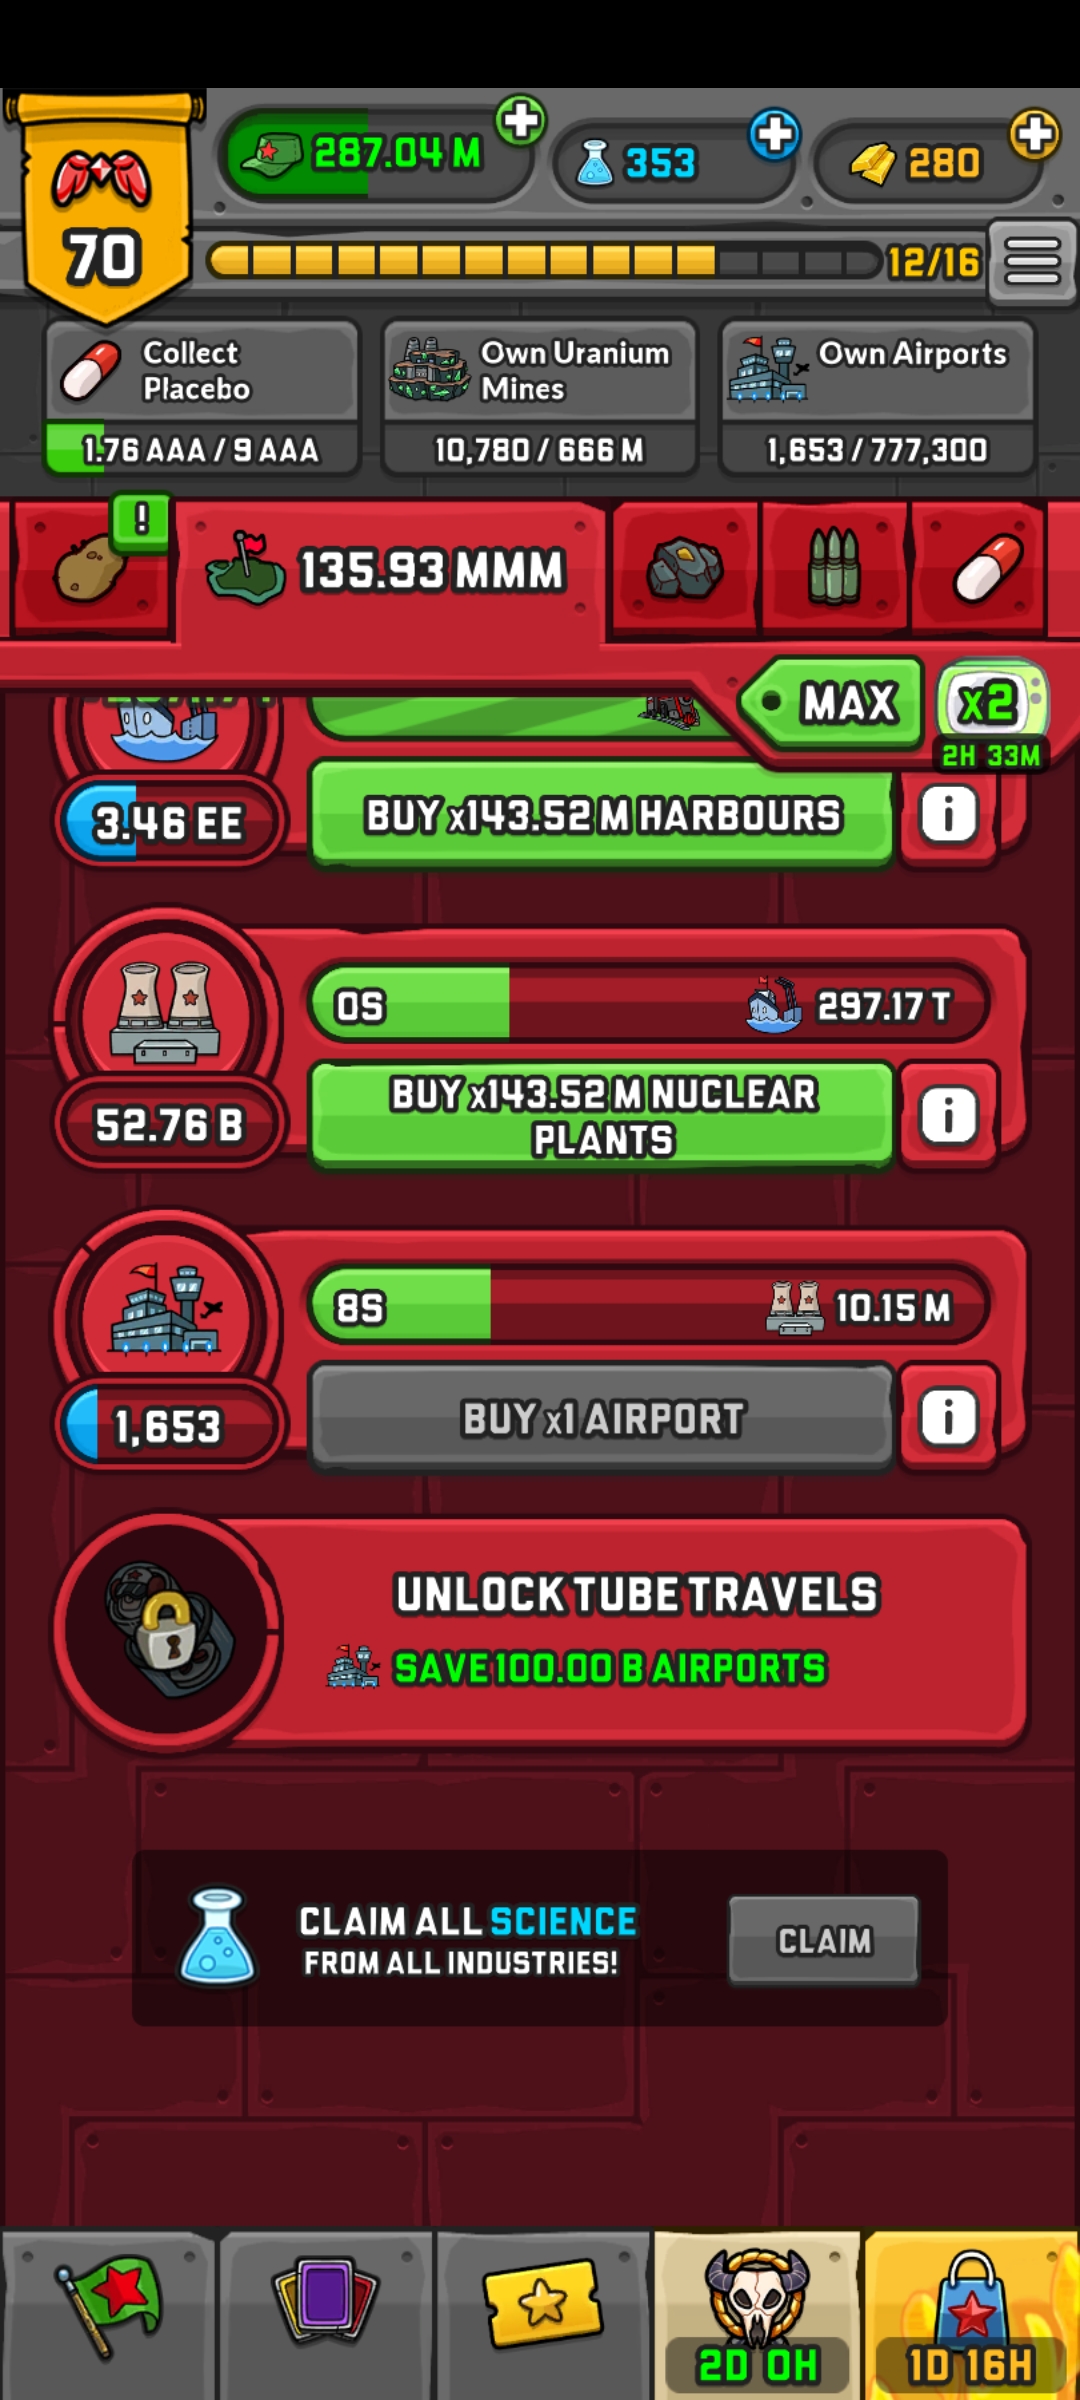 287.04 M
353
280
70
12/16
Collect
Placebo
Own Uranium
Mines
Own Airports
1.76 AAA / 9 AAA
10,780 / 666 M
1,653 / 777,300
!
135.93 MMM
MAX
x2
2H 33M
3.46 EE
BUY x143.52 M HARBOURS
i
0S
297.17 T
52.76 B
BUY x143.52 M NUCLEAR
PLANTS
i
8S
10.15 M
1,653
BUY x1 AIRPORT
i
UNLOCK TUBE TRAVELS
SAVE 100.00 B AIRPORTS
CLAIM ALL SCIENCE
FROM ALL INDUSTRIES!
CLAIM
2D 0H
1D 16H